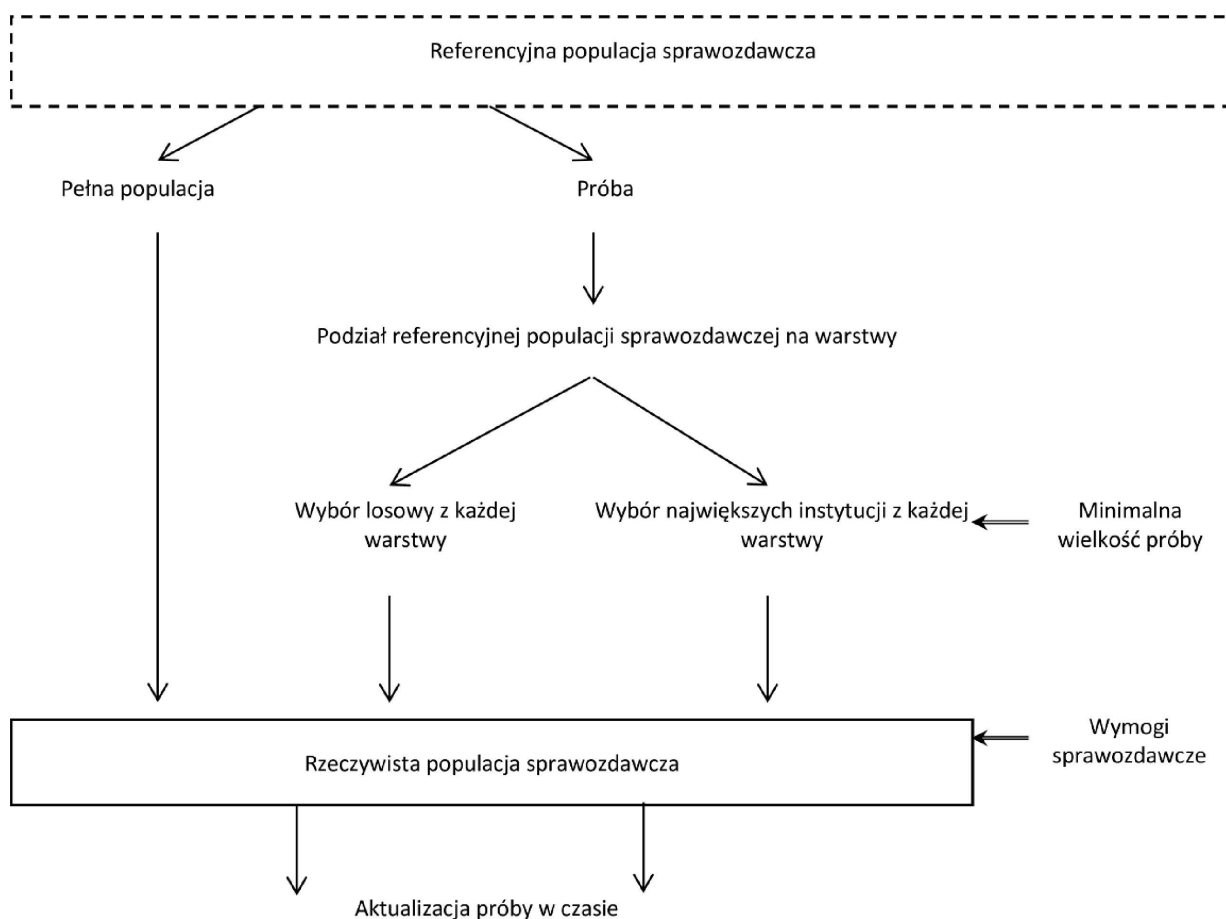 Referencyjna populacja sprawozdawcza
Pełna populacja
Próba
Podział referencyjnej populacji sprawozdawczej na warstwy
Wybór losowy z każdej
warstwy
Wybór największych instytucji z każdej
warstwy
Minimalna
wielkość próby
Wymogi
sprawozdawcze
Rzeczywista populacja sprawozdawcza
Aktualizacja próby w czasie